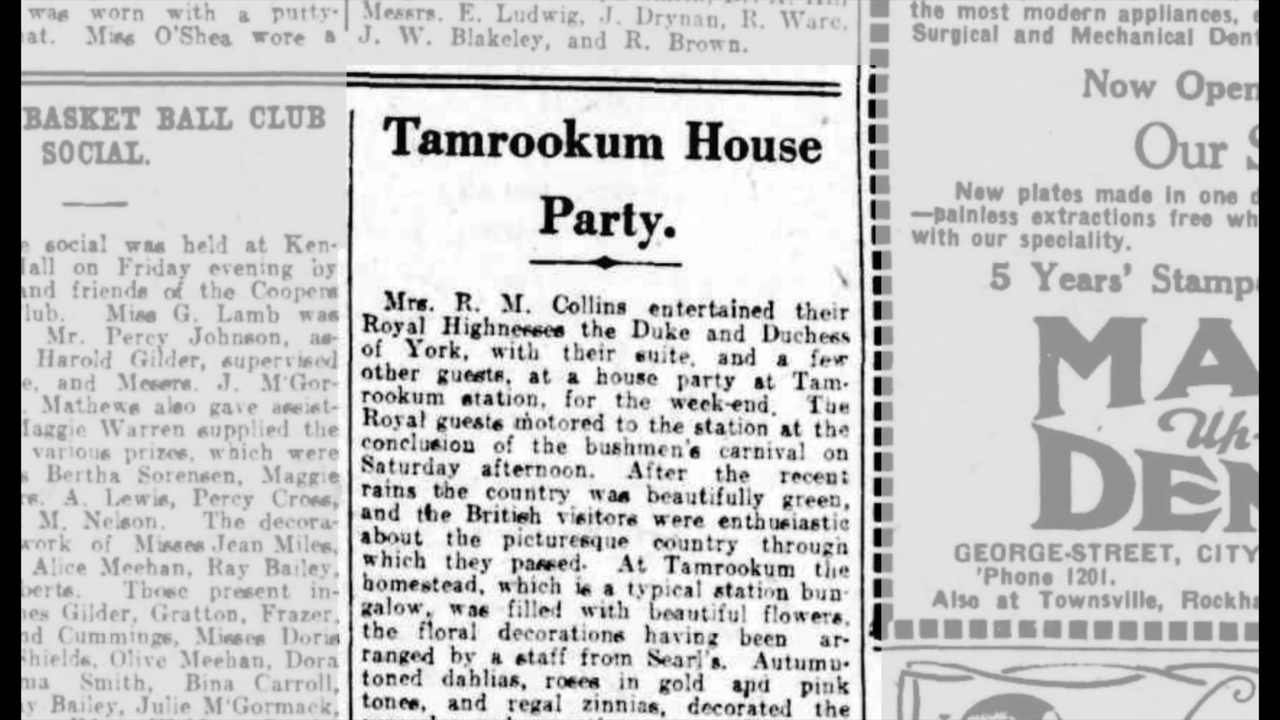 was worn with a putty-
at. Miss O'Shea wore a
BASKET BALL CLUB
SOCIAL.
e social was held at Ken-
all on Friday evening by
and friends of the Coopers
lub. Miss G. Lamb was
Mr. Percy Johnson, as-
Harold Gilder, supervised
e, and Messrs. J. M'Gor-
. Mathews also gave assist-
Maggie Warren supplied the
various prizes, which were
s Bertha Sorensen, Maggie
rs. A. Lewis, Percy Cross,
M. Nelson. The decora-
work of Misses Jean Miles,
Alice Meehan, Ray Bailey,
berts. Those present in-
nes Gilder, Gratton, Frazer,
nd Cummings, Misses Doris
Shields, Olive Meehan, Dora
ma Smith, Bina Carroll,
y Bailey, Julie M'Gormack,
Messrs. E. Ludwig, J. Drynan, R. Ware,
J. W. Blakeley, and R. Brown.
Tamrookum House
Party.
Mrs. R. M. Collins entertained their
Royal Highnesses the Duke and Duchess
of York, with their suite, and a few
other guests, at a house party at Tam-
rookum station, for the week-end. The
Royal guests motored to the station at the
conclusion of the bushmen's carnival on
Saturday afternoon. After the recent
rains the country was beautifully green,
and the British visitors were enthusiastic
about the picturesque country through
which they passed. At Tamrookum the
homestead, which is a typical station bun-
galow, was filled with beautiful flowers,
the floral decorations having been ar-
ranged by a staff from Searl's. Autumn-
toned dahlias, roses in gold and pink
tones, and regal zinnias, decorated the
the most modern appliances,
Surgical and Mechanical Dent
Now Open
Our S
New plates made in one d
—painless extractions free wh
with our speciality.
5 Years' Stampe
MA
Up-
DEN
GEORGE-STREET, CITY
'Phone 1201.
Also at Townsville, Rockha